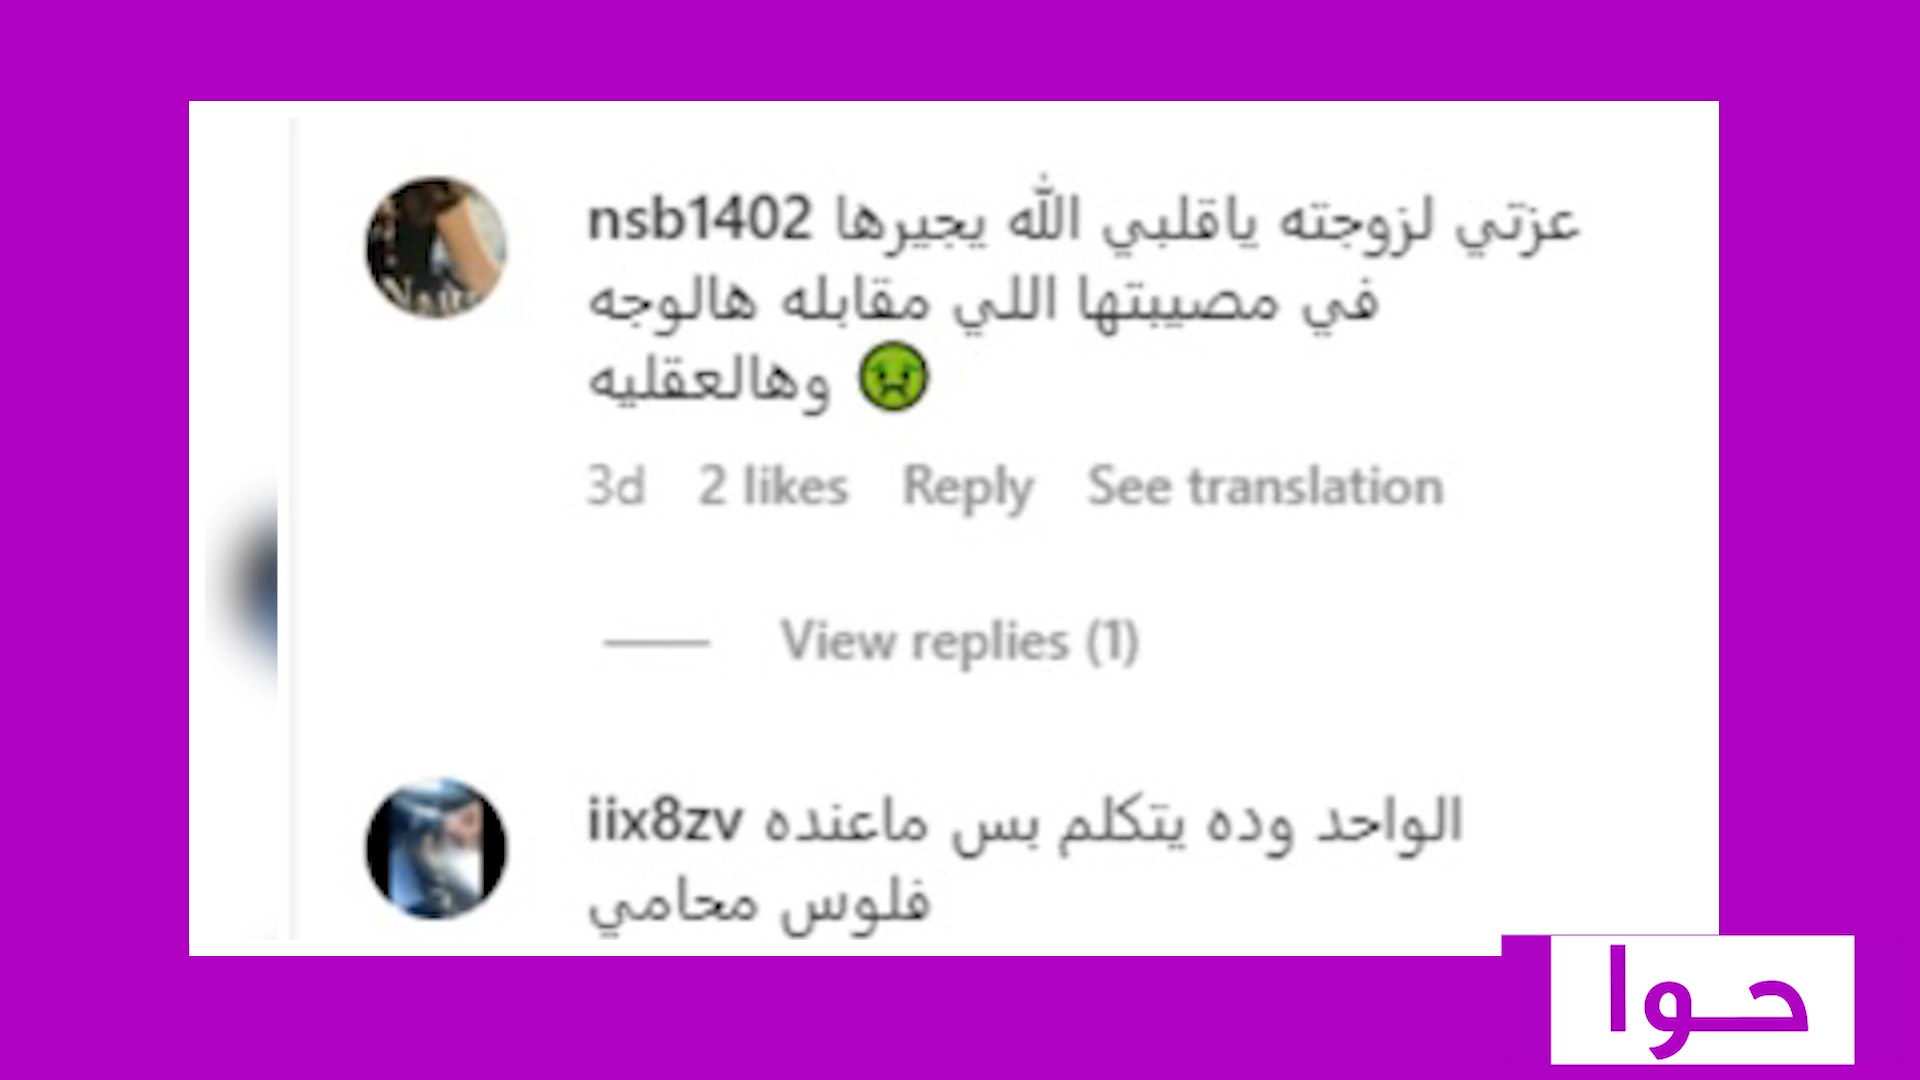 nsb1402 عزتي لزوجته ياقلبي الله يجيرها
في مصيبتها اللي مقابله هالوجه
وهالعقليه 🤢
3d 2 likes Reply See translation
View replies (1)
iix8zv الواحد وده يتكلم بس ماعنده
فلوس محامي
حوا